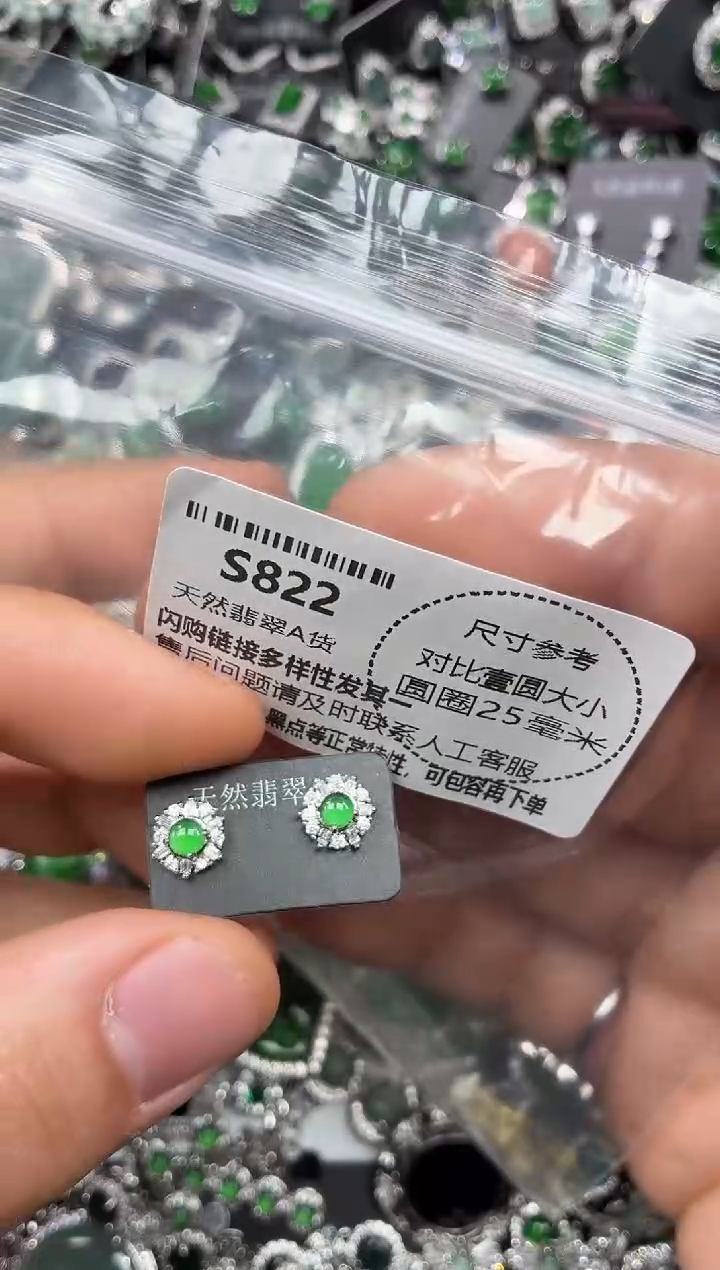 S822
天然翡翠A货
闪购链接多样性发其一
售后问题请及时联系人工客服
黑点等正常特性，可包容再下单
尺寸参考
对比壹圆大小
圆圈25毫米
天然翡翠